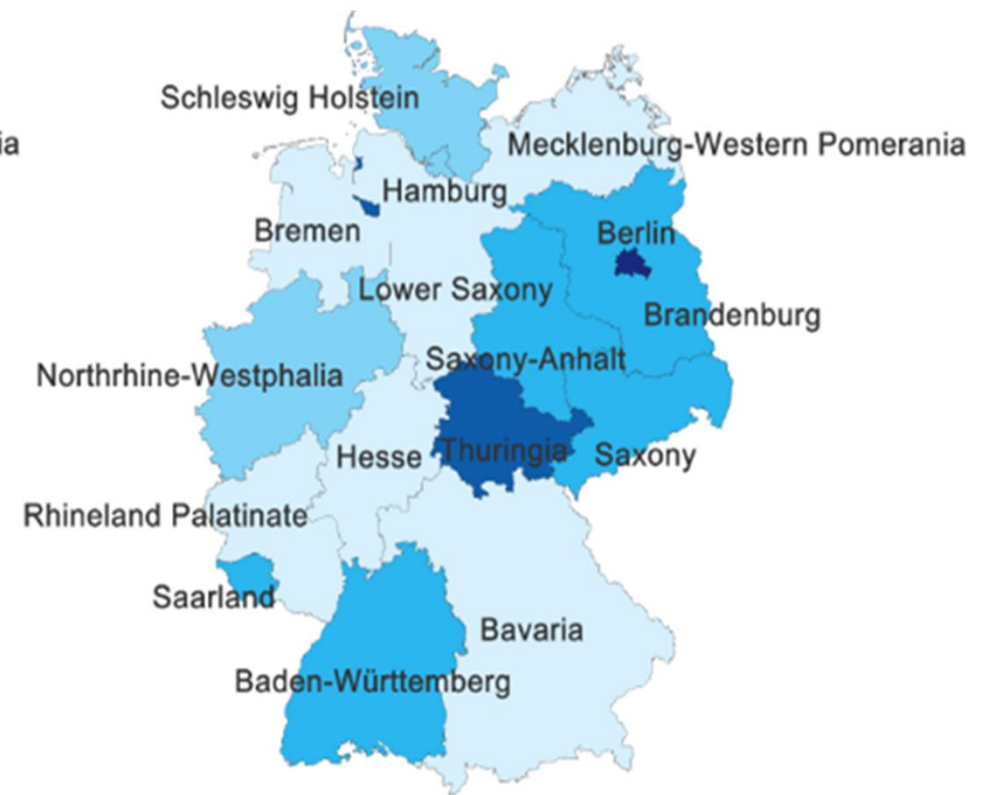 Schleswig Holstein
ia
Mecklenburg-Western Pomerania
Hamburg
Bremen
Berlin
Lower Saxony
Brandenburg
Saxony-Anhalt
Northrhine-Westphalia
Thuringia
Hesse
Saxony
Rhineland Palatinate
Saarland
Bavaria
Baden-Württemberg